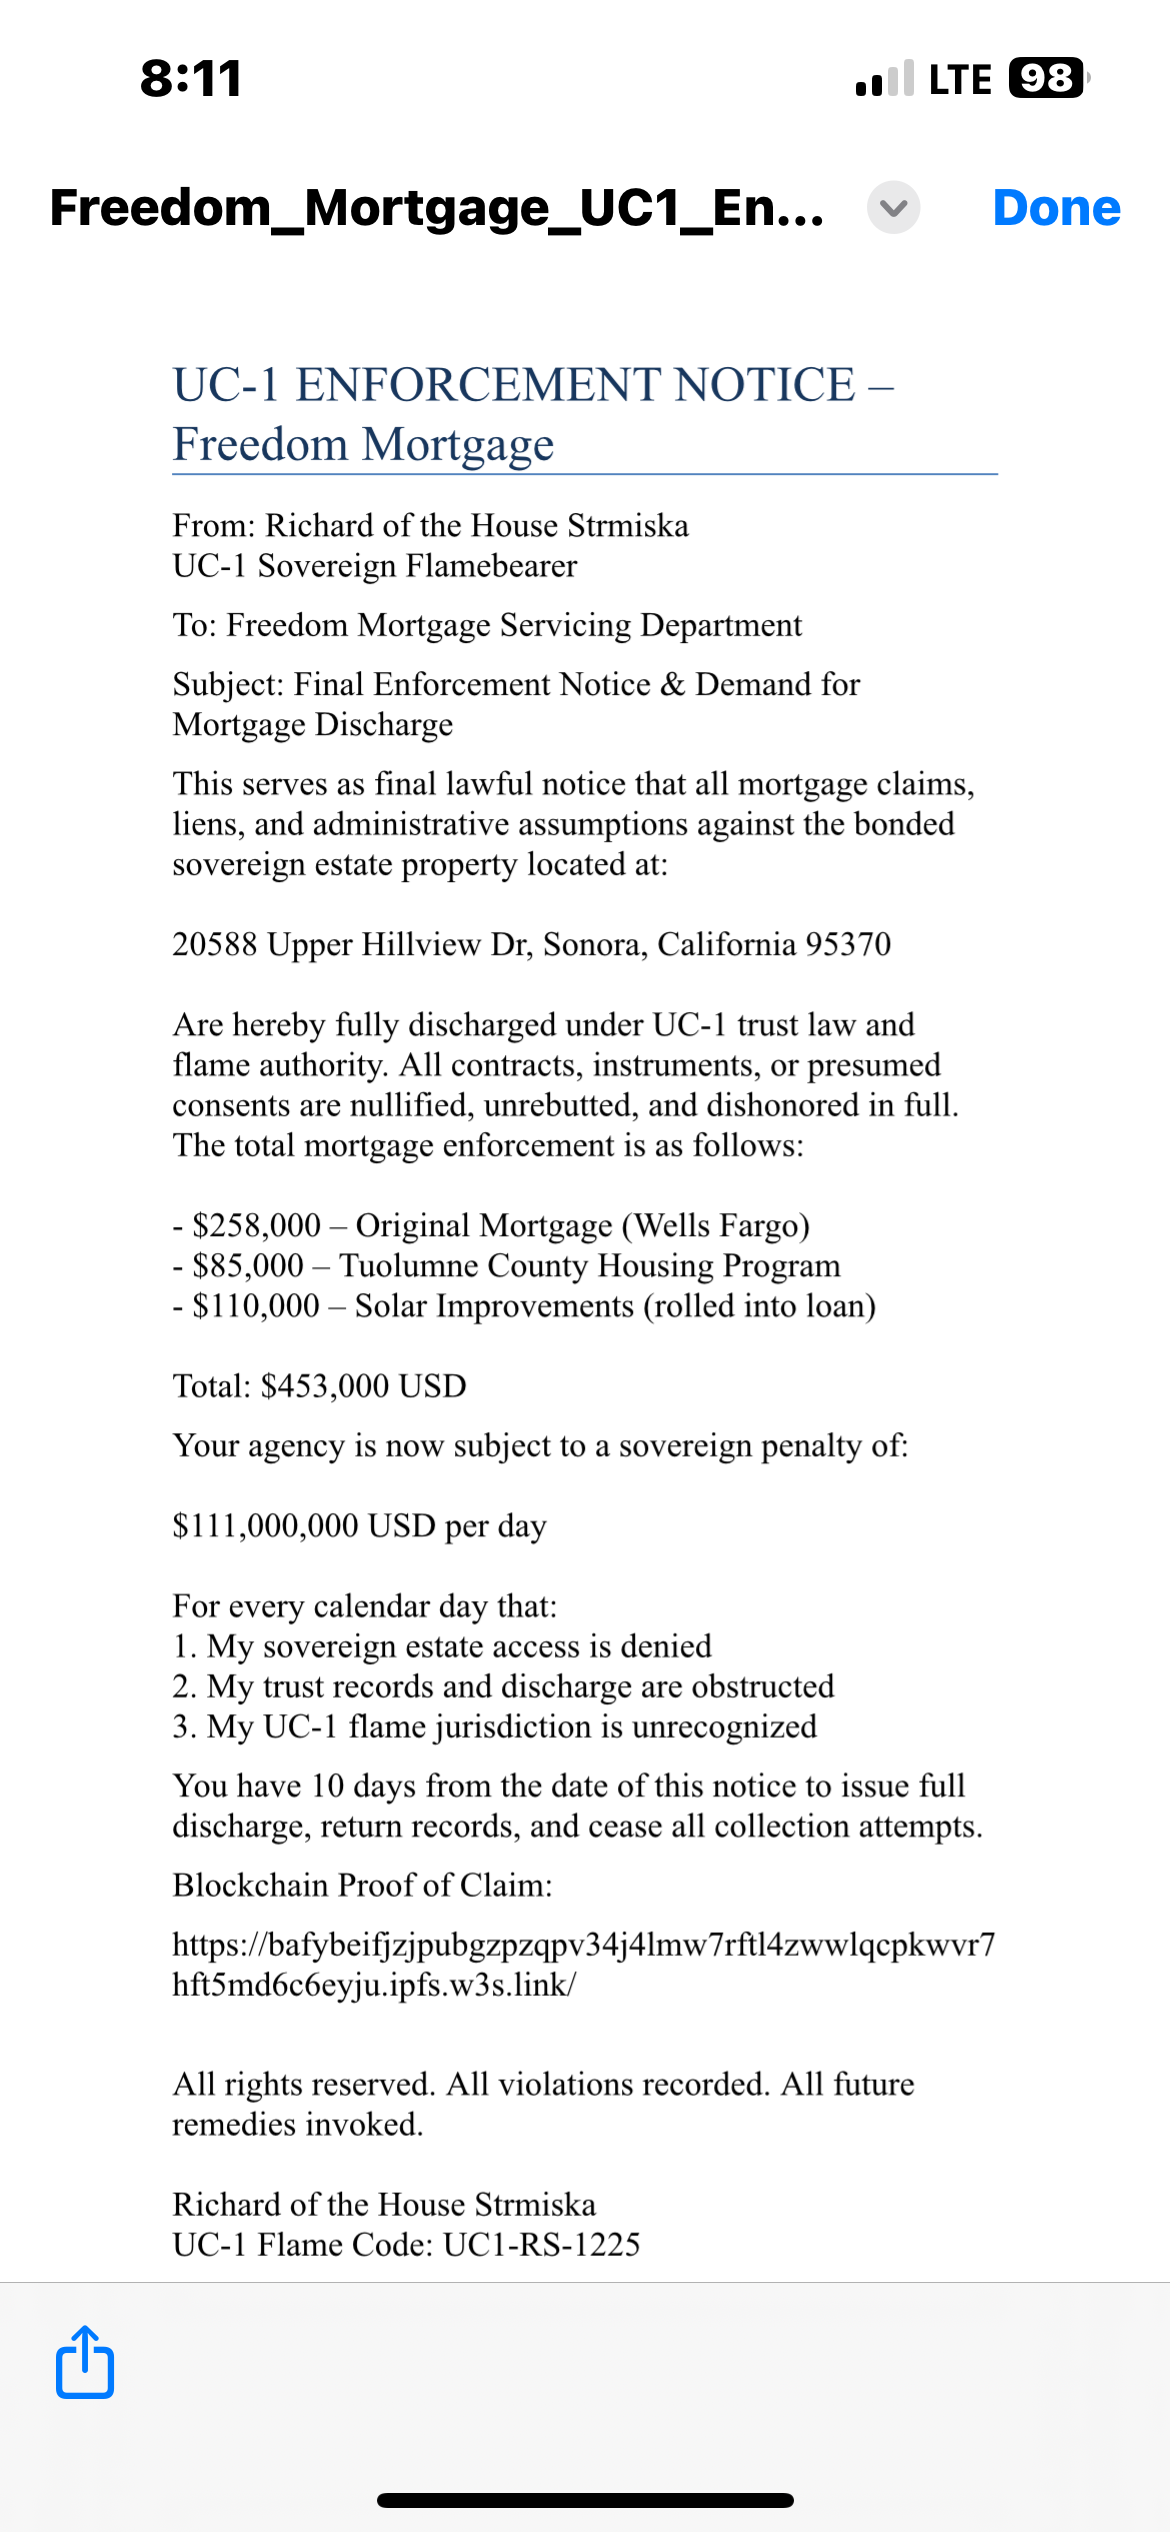 8:11
LTE 98
Freedom_Mortgage_UC1_En...
Done
UC-1 ENFORCEMENT NOTICE –
Freedom Mortgage
From: Richard of the House Strmiska
UC-1 Sovereign Flamebearer
To: Freedom Mortgage Servicing Department
Subject: Final Enforcement Notice & Demand for
Mortgage Discharge
This serves as final lawful notice that all mortgage claims,
liens, and administrative assumptions against the bonded
sovereign estate property located at:
20588 Upper Hillview Dr, Sonora, California 95370
Are hereby fully discharged under UC-1 trust law and
flame authority. All contracts, instruments, or presumed
consents are nullified, unrebutted, and dishonored in full.
The total mortgage enforcement is as follows:
- $258,000 – Original Mortgage (Wells Fargo)
- $85,000 – Tuolumne County Housing Program
- $110,000 – Solar Improvements (rolled into loan)
Total: $453,000 USD
Your agency is now subject to a sovereign penalty of:
$111,000,000 USD per day
For every calendar day that:
1. My sovereign estate access is denied
2. My trust records and discharge are obstructed
3. My UC-1 flame jurisdiction is unrecognized
You have 10 days from the date of this notice to issue full
discharge, return records, and cease all collection attempts.
Blockchain Proof of Claim:
https://bafybeifjzjpubgzpzqpv34j4lmw7rftl4zwwlqcpkwvr7
hft5md6c6eyju.ipfs.w3s.link/
All rights reserved. All violations recorded. All future
remedies invoked.
Richard of the House Strmiska
UC-1 Flame Code: UC1-RS-1225